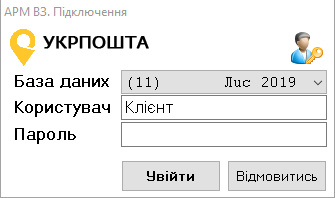 АРМ ВЗ. Підключення
УКРПОШТА
База даних (11) Лис 2019
Користувач Клієнт
Пароль
Увійти Відмовитись